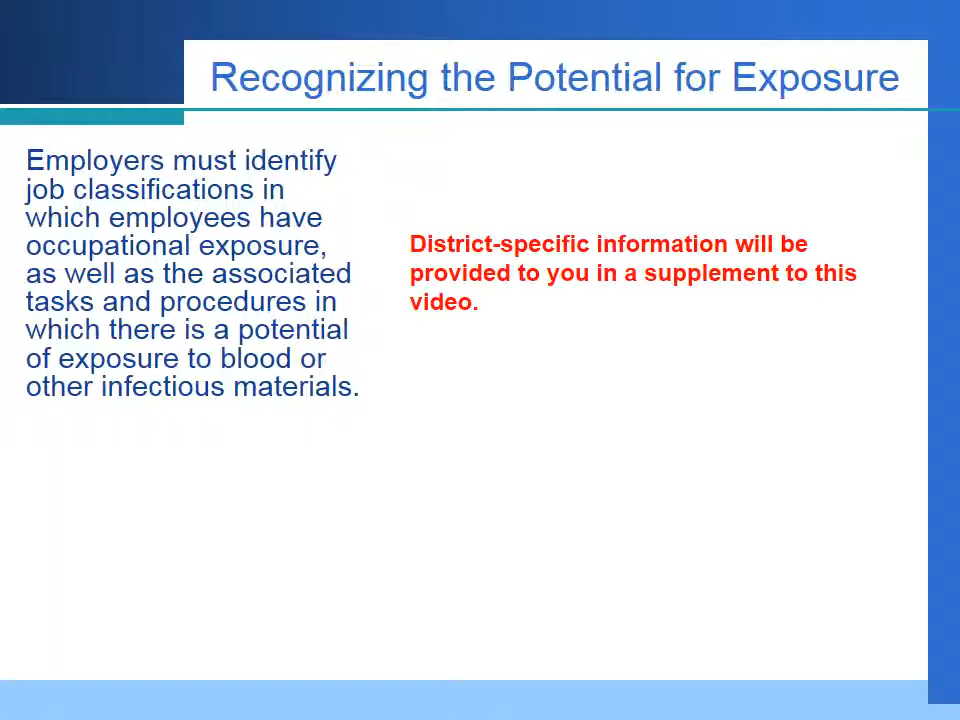 Recognizing the Potential for Exposure
Employers must identify
job classifications in
which employees have
occupational exposure,
as well as the associated
tasks and procedures in
which there is a potential
of exposure to blood or
other infectious materials.
District-specific information will be
provided to you in a supplement to this
video.